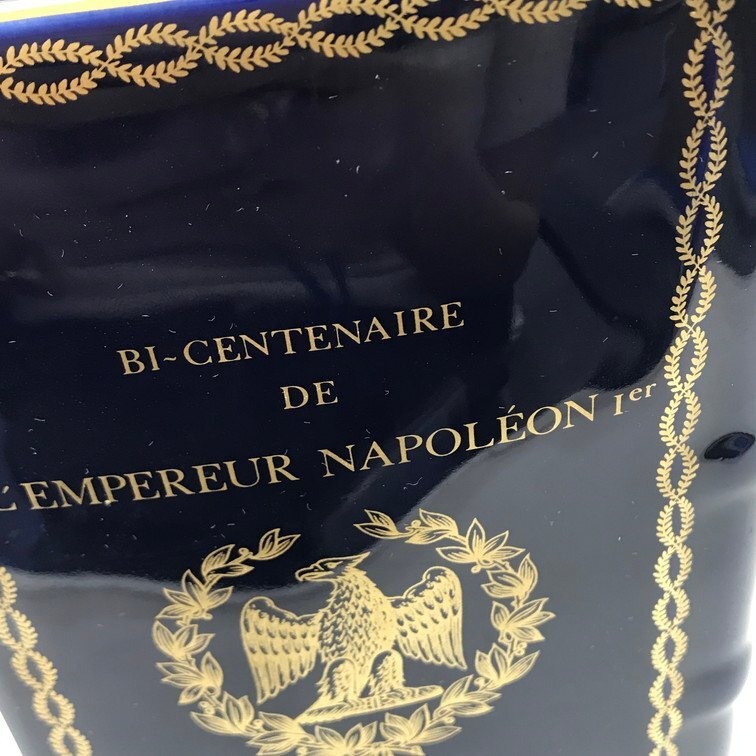 BI~CENTENAIRE
DE
L'EMPEREUR NAPOLÉON Ier